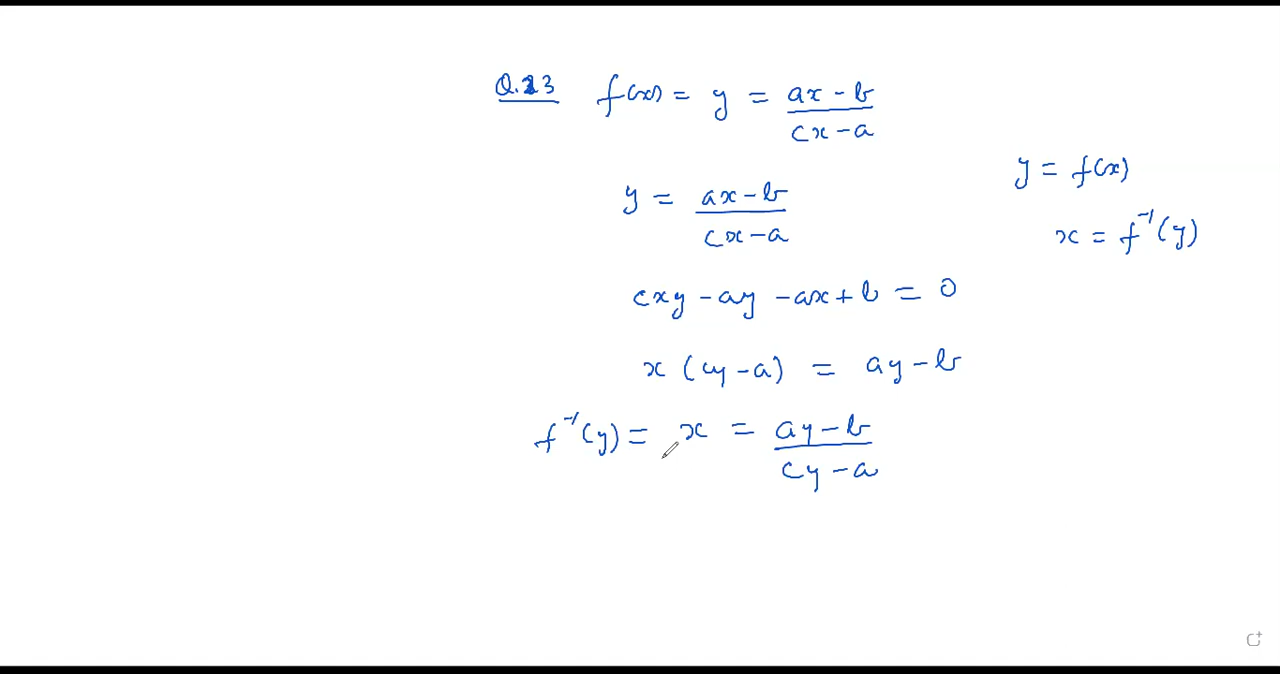 Q.23 f(x) = y = (ax - b)/(cx - a)
y = (ax - b)/(cx - a)
y = f(x)
x = f⁻¹(y)
cxy - ay - ax + b = 0
x (cy - a) = ay - b
f⁻¹(y) = x = (ay - b)/(cy - a)